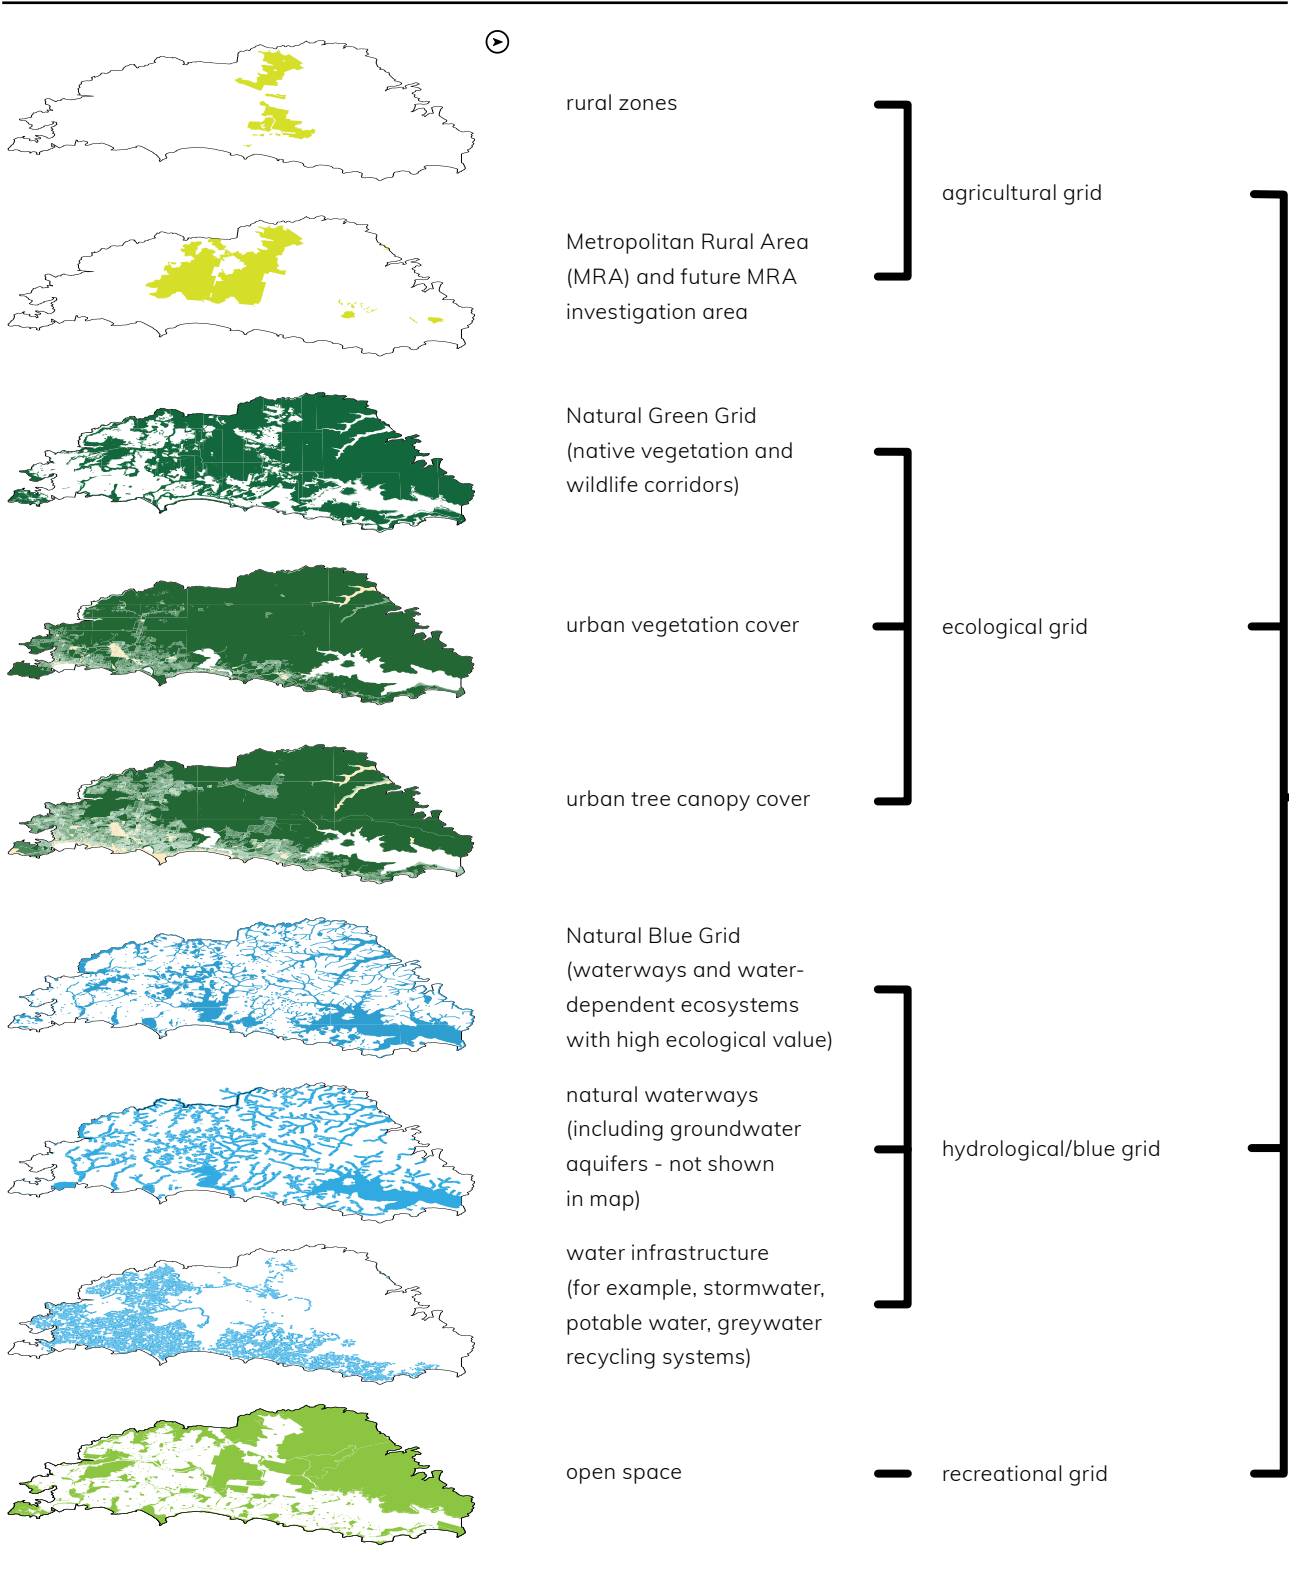 rural zones
agricultural grid
Metropolitan Rural Area
(MRA) and future MRA
investigation area
Natural Green Grid
(native vegetation and
wildlife corridors)
urban vegetation cover
ecological grid
urban tree canopy cover
Natural Blue Grid
(waterways and water-
dependent ecosystems
with high ecological value)
natural waterways
(including groundwater
aquifers - not shown
in map)
hydrological/blue grid
water infrastructure
(for example, stormwater,
potable water, greywater
recycling systems)
open space
recreational grid